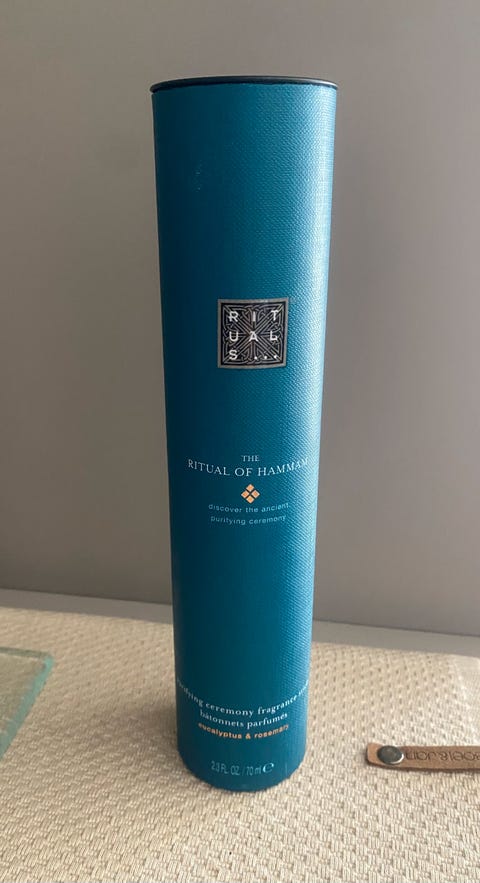 RIT
UAL
S...
THE
RITUAL OF HAMMAM
discover the ancient
purifying ceremony
ceremony fragrance
bâtonnets parfumés
eucalyptus & rosemary
2.3 FL. OZ. / 70 ml ℮